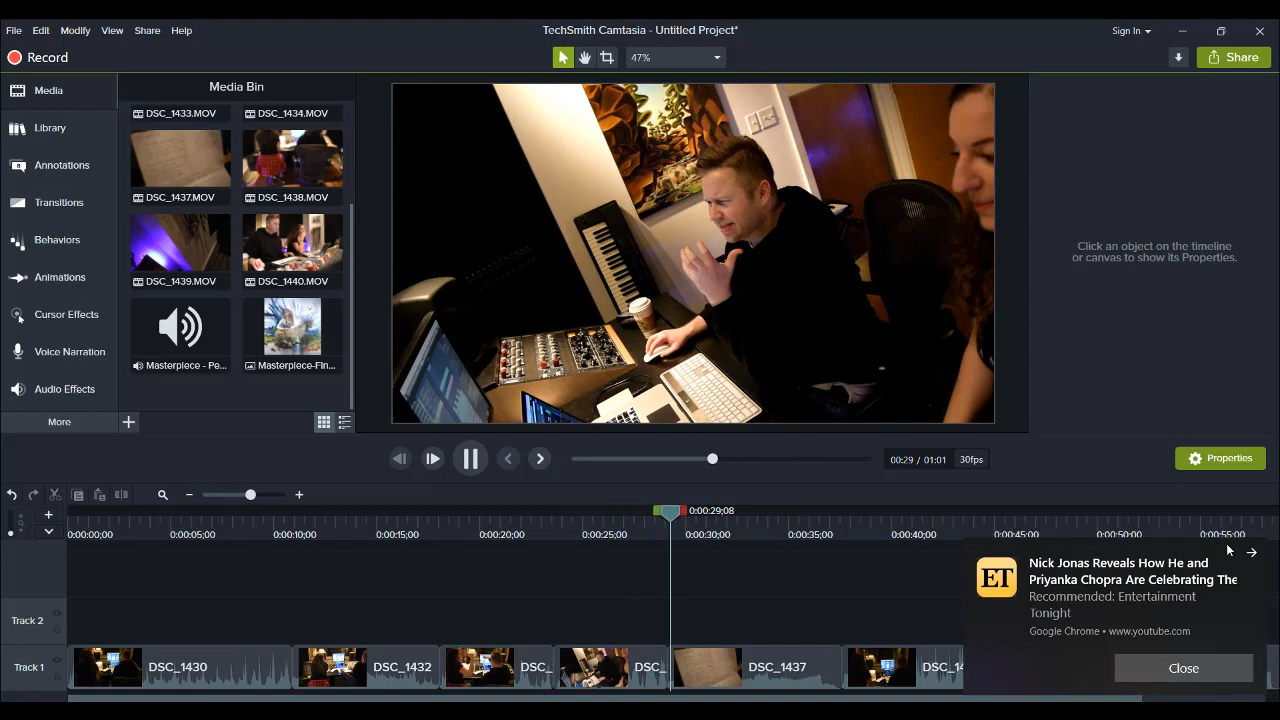 File Edit Modify View Share Help
TechSmith Camtasia - Untitled Project*
Sign In
Record
47%
Share
Media
Library
Annotations
Transitions
Behaviors
Animations
Cursor Effects
Voice Narration
Audio Effects
More
Media Bin
DSC_1433.MOV
DSC_1434.MOV
DSC_1437.MOV
DSC_1438.MOV
DSC_1439.MOV
DSC_1440.MOV
Masterpiece - Pe...
Masterpiece-FIn...
Click an object on the timeline
or canvas to show its Properties.
00:29 / 01:01
30fps
Properties
0:00:29;08
0:00:00;00
0:00:05;00
0:00:10;00
0:00:15;00
0:00:20;00
0:00:25;00
0:00:30;00
0:00:35;00
0:00:40;00
0:00:45;00
0:00:50;00
0:00:55;00
Track 2
Track 1
DSC_1430
DSC_1432
DSC_
DSC_
DSC_1437
DSC_14
ET
Nick Jonas Reveals How He and
Priyanka Chopra Are Celebrating The
Recommended: Entertainment
Tonight
Google Chrome • www.youtube.com
Close